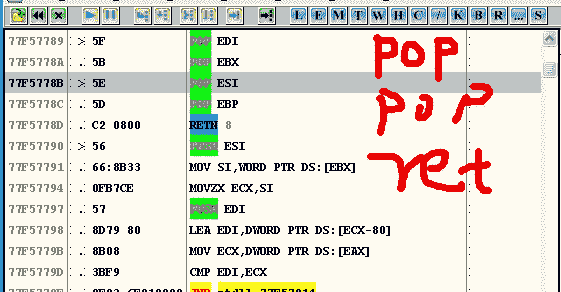 L E M T W H C / K B R ... S
77F57789 . > 5F POP EDI
77F5778A . 5B POP EBX pop
77F5778B > 5E POP ESI
77F5778C . 5D POP EBP pop
77F5778D . . C2 0800 RETN 8
77F57790 > 56 PUSH ESI ret
77F57791 . . 66:8B33 MOV SI,WORD PTR DS:[EBX]
77F57794 . . 0FB7CE MOVZX ECX,SI
77F57797 . 57 PUSH EDI
77F57798 . . 8D79 80 LEA EDI,DWORD PTR DS:[ECX-80]
77F5779B . . 8B08 MOV ECX,DWORD PTR DS:[EAX]
77F5779D . . 3BF9 CMP EDI,ECX